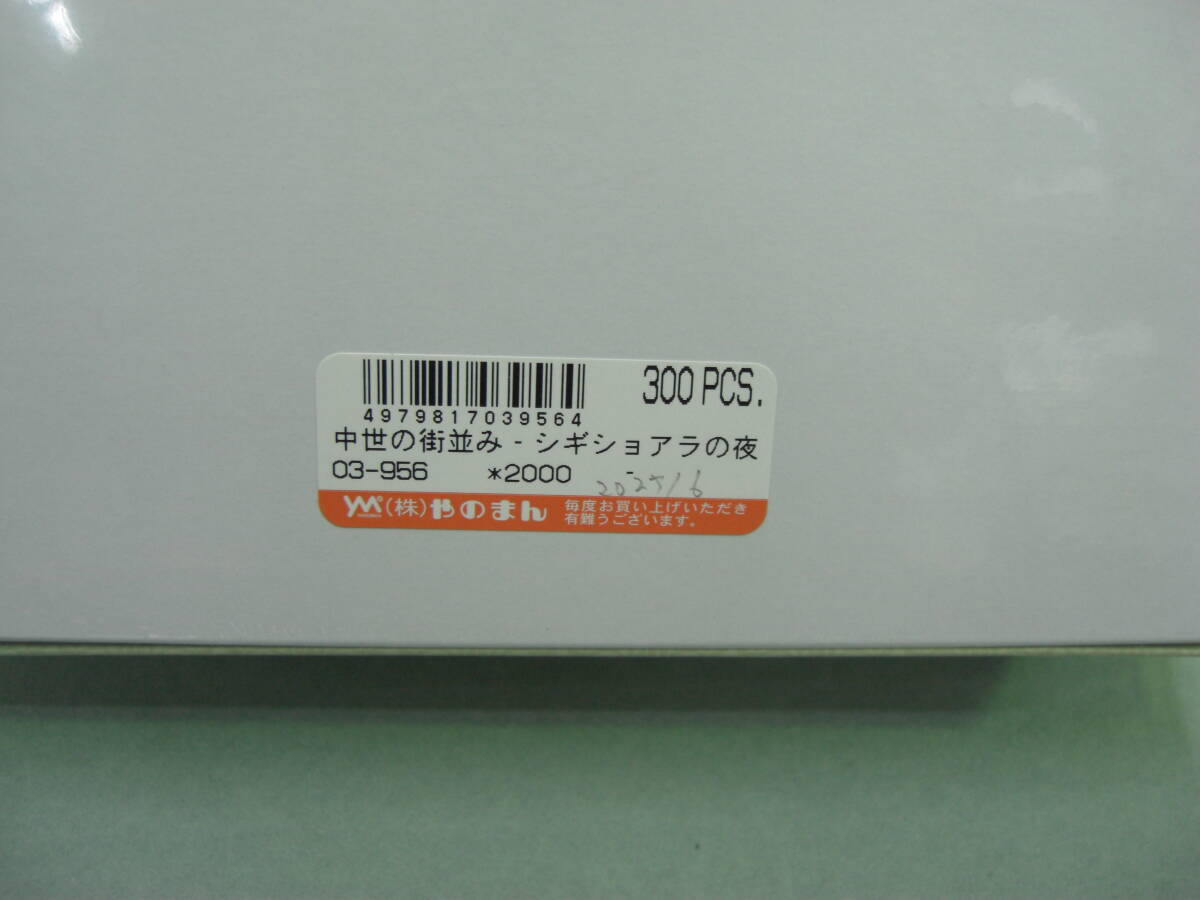 300 PCS.
4979817039564
中世の街並み - シギショアラの夜
03-956 *2000
YM (株)やのまん
毎度お買い上げいただき
有難うございます。